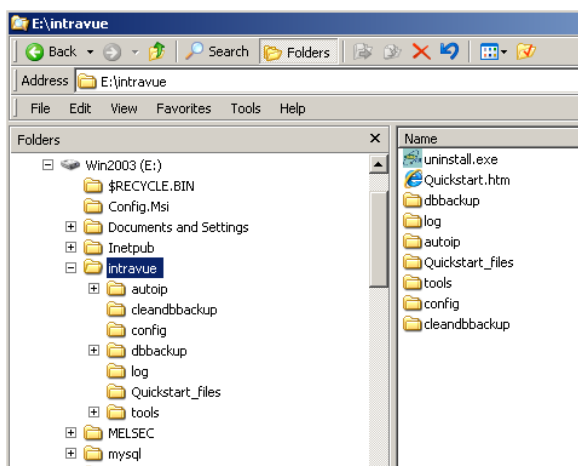 E:\intravue
Back Search Folders
Address E:\intravue
File Edit View Favorites Tools Help
Folders
Win2003 (E:)
$RECYCLE.BIN
Config.Msi
Documents and Settings
Inetpub
intravue
autoip
cleandbbackup
config
dbbackup
log
Quickstart_files
tools
MELSEC
mysql
Name
uninstall.exe
Quickstart.htm
dbbackup
log
autoip
Quickstart_files
tools
config
cleandbbackup